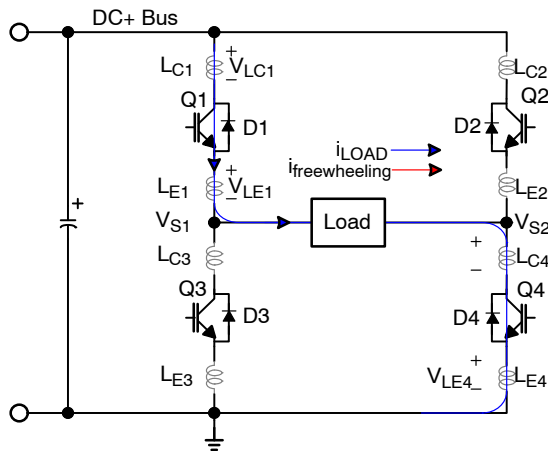 DC+ Bus
LC1
+
VLC1
−
LC2
Q1
D1
D2
Q2
iLOAD
ifreewheeling
LE1
+
VLE1
−
LE2
VS1
Load
VS2
+
LC3
+
−
LC4
Q3
D3
D4
Q4
LE3
+
VLE4
−
LE4